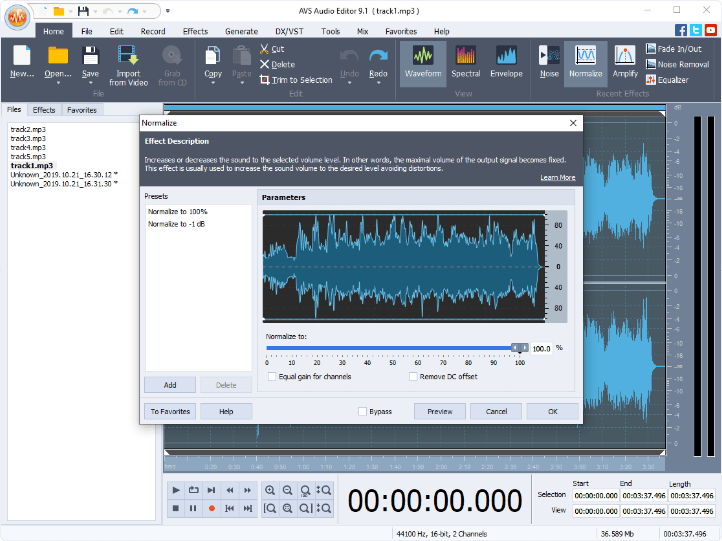 AVS Audio Editor 9.1 ( track1.mp3 )
Home File Edit Record Effects Generate DX/VST Tools Mix Favorites Help
New... Open... Save Import from Video Grab from CD
File
Copy Paste Cut Delete Trim to Selection Undo Redo
Edit
Waveform Spectral Envelope
View
Noise Normalize Amplify Fade In/Out Noise Removal Equalizer
Recent Effects
Files Effects Favorites
track2.mp3
track3.mp3
track4.mp3
track5.mp3
track1.mp3
Unknown_2019.10.21_16.30.12 *
Unknown_2019.10.21_16.31.30 *
Normalize
Effect Description
Increases or decreases the sound to the selected volume level. In other words, the maximal volume of the output signal becomes fixed.
This effect is usually used to increase the sound volume to the desired level avoiding distortions.
Learn More
Presets
Normalize to 100%
Normalize to -1 dB
Add Delete
Parameters
80
40
0
40
80
Normalize to:
100.0 %
0 10 20 30 40 50 60 70 80 90 100
Equal gain for channels Remove DC offset
To Favorites Help Bypass Preview Cancel OK
dB
00:00:00.000
Start End Length
Selection 00:00:00.000 00:03:37.496 00:03:37.496
View 00:00:00.000 00:03:37.496 00:03:37.496
44100 Hz, 16-bit, 2 Channels 36.589 Mb 00:03:37.496